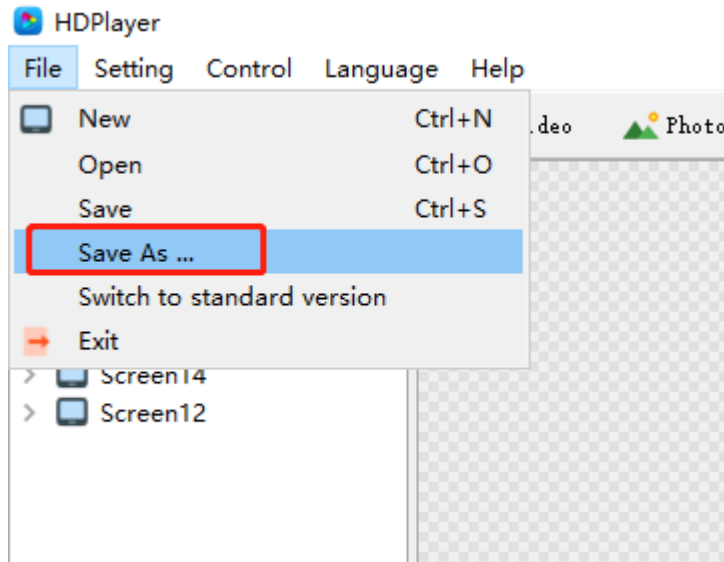 HDPlayer
File Setting Control Language Help
New Ctrl+N
Photo
Open Ctrl+O
Save Ctrl+S
Save As ...
Switch to standard version
Exit
Screen14
Screen12